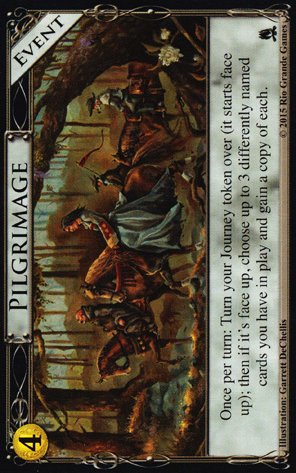 EVENT
PILGRIMAGE
4
Once per turn: Turn your Journey token over (it starts face
up); then if it's face up, choose up to 3 differently named
cards you have in play and gain a copy of each.
Illustration: Garrett DeChellis
© 2015 Rio Grande Games